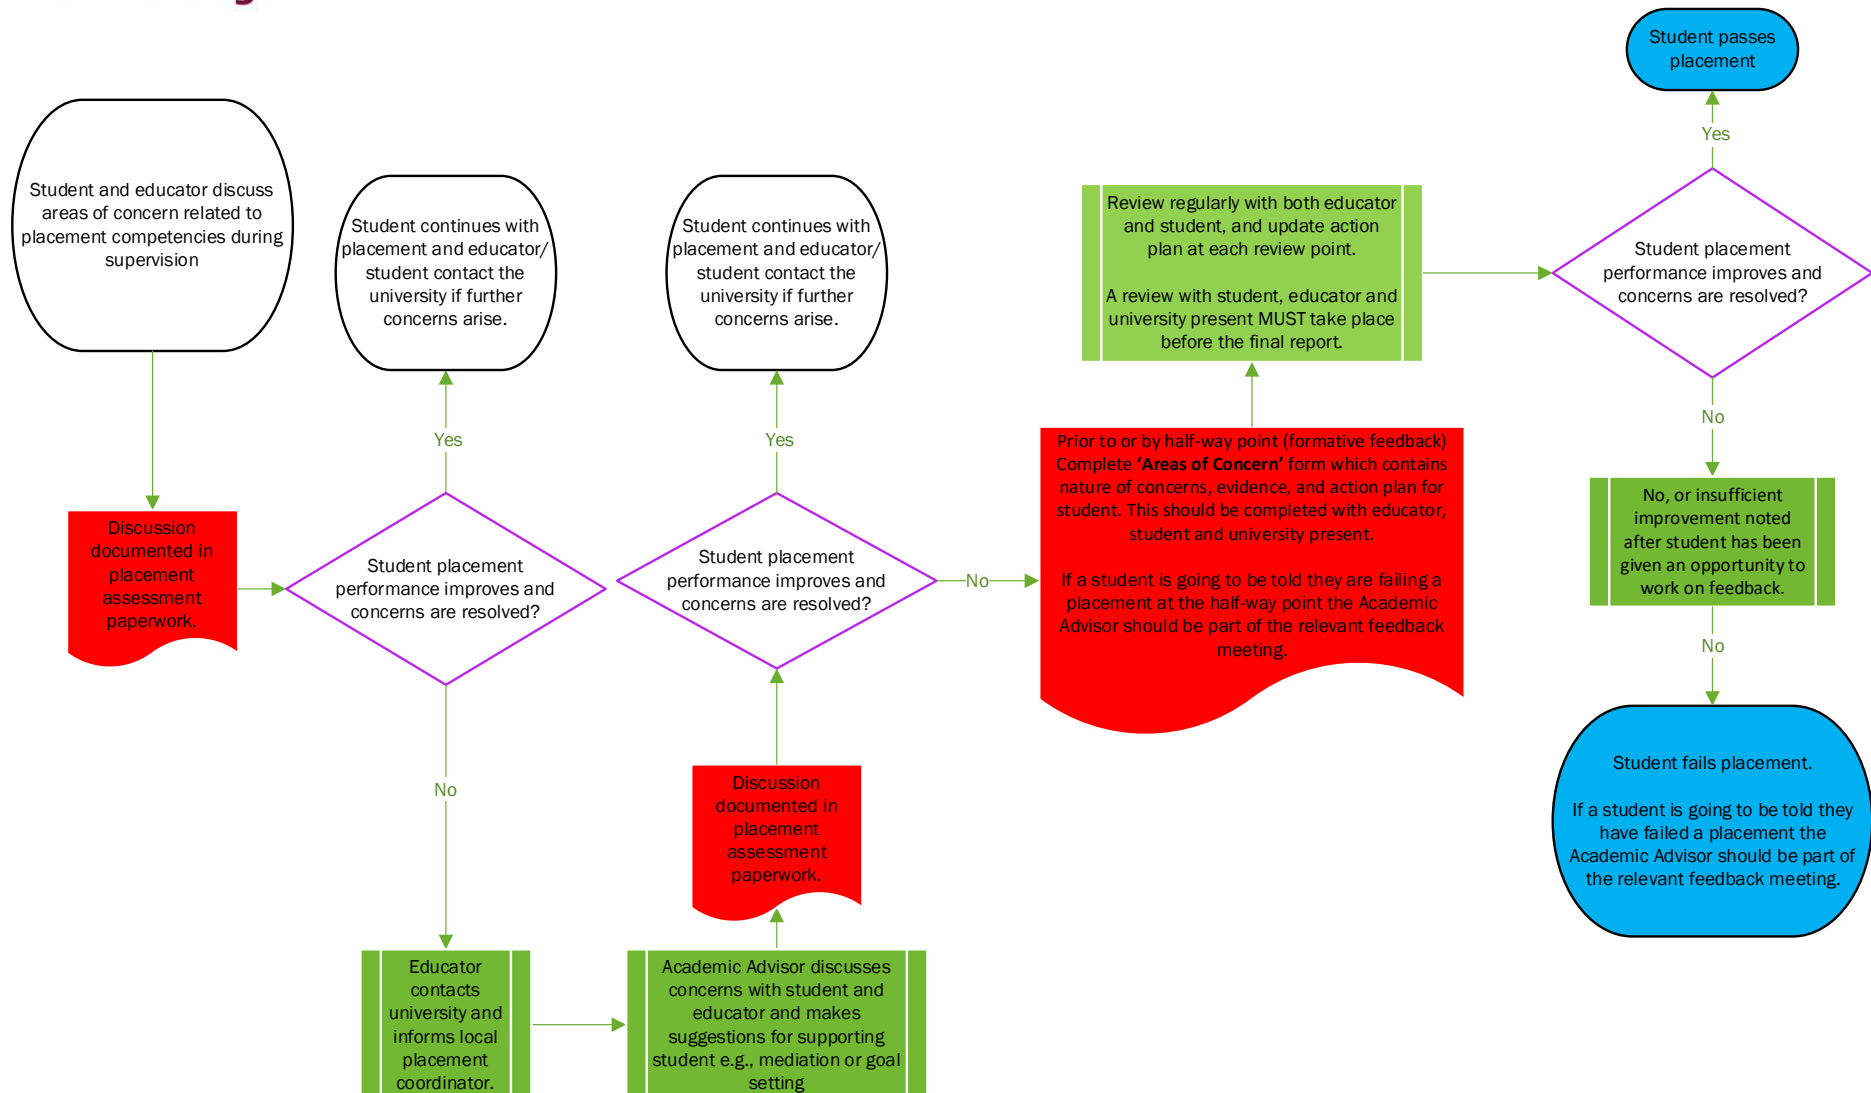 Student and educator discuss
areas of concern related to
placement competencies during
supervision
Discussion
documented in
placement
assessment
paperwork.
Student continues with
placement and educator/
student contact the
university if further
concerns arise.
Yes
Student placement
performance improves and
concerns are resolved?
No
Educator
contacts
university and
informs local
placement
coordinator.
Academic Advisor discusses
concerns with student and
educator and makes
suggestions for supporting
student e.g., mediation or goal
setting
Discussion
documented in
placement
assessment
paperwork.
Student placement
performance improves and
concerns are resolved?
Yes
Student continues with
placement and educator/
student contact the
university if further
concerns arise.
No
Prior to or by half-way point (formative feedback)
Complete ‘Areas of Concern’ form which contains
nature of concerns, evidence, and action plan for
student. This should be completed with educator,
student and university present.
If a student is going to be told they are failing a
placement at the half-way point the Academic
Advisor should be part of the relevant feedback
meeting.
Review regularly with both educator
and student, and update action
plan at each review point.
A review with student, educator and
university present MUST take place
before the final report.
Student placement
performance improves and
concerns are resolved?
Yes
Student passes
placement
No
No, or insufficient
improvement noted
after student has been
given an opportunity to
work on feedback.
No
Student fails placement.
If a student is going to be told they
have failed a placement the
Academic Advisor should be part of
the relevant feedback meeting.